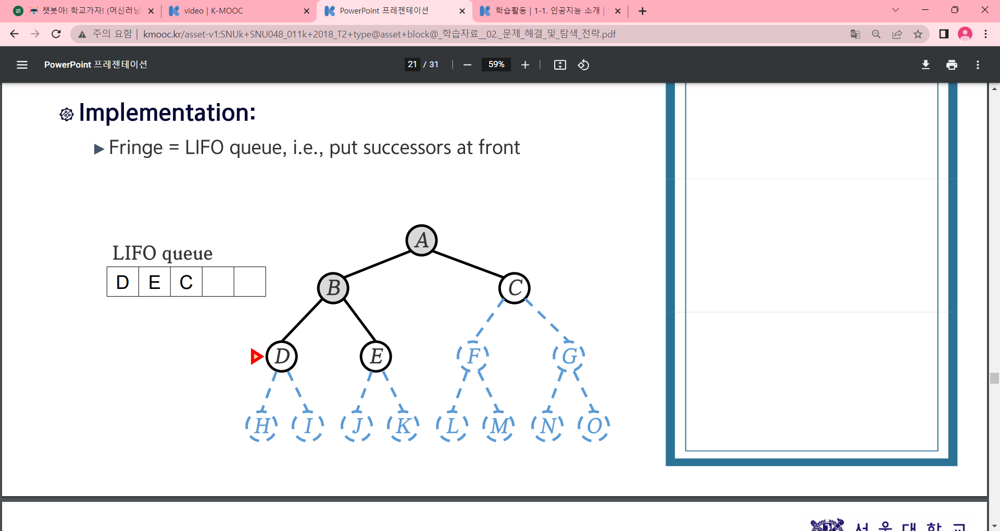 챗봇아! 학교가자! (머신러닝
video | K-MOOC
PowerPoint 프레젠테이션
학습활동 | 1-1. 인공지능 소개 |
주의 요함 | kmooc.kr/asset-v1:SNUk+SNU048_011k+2018_T2+type@asset+block@_학습자료__02._문제_해결_및_탐색_전략.pdf
PowerPoint 프레젠테이션
21 / 31
59%
Implementation:
Fringe = LIFO queue, i.e., put successors at front
LIFO queue
D E C
A
B C
D E F G
H I J K L M N O
서울대학교